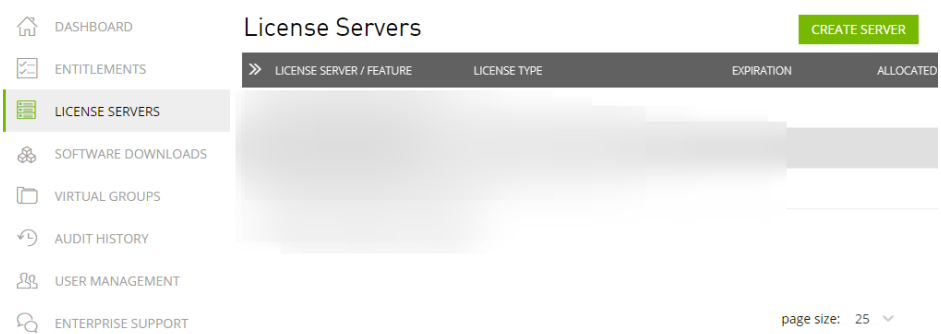 DASHBOARD
ENTITLEMENTS
LICENSE SERVERS
SOFTWARE DOWNLOADS
VIRTUAL GROUPS
AUDIT HISTORY
USER MANAGEMENT
ENTERPRISE SUPPORT
License Servers
CREATE SERVER
LICENSE SERVER / FEATURE LICENSE TYPE EXPIRATION ALLOCATED
page size: 25